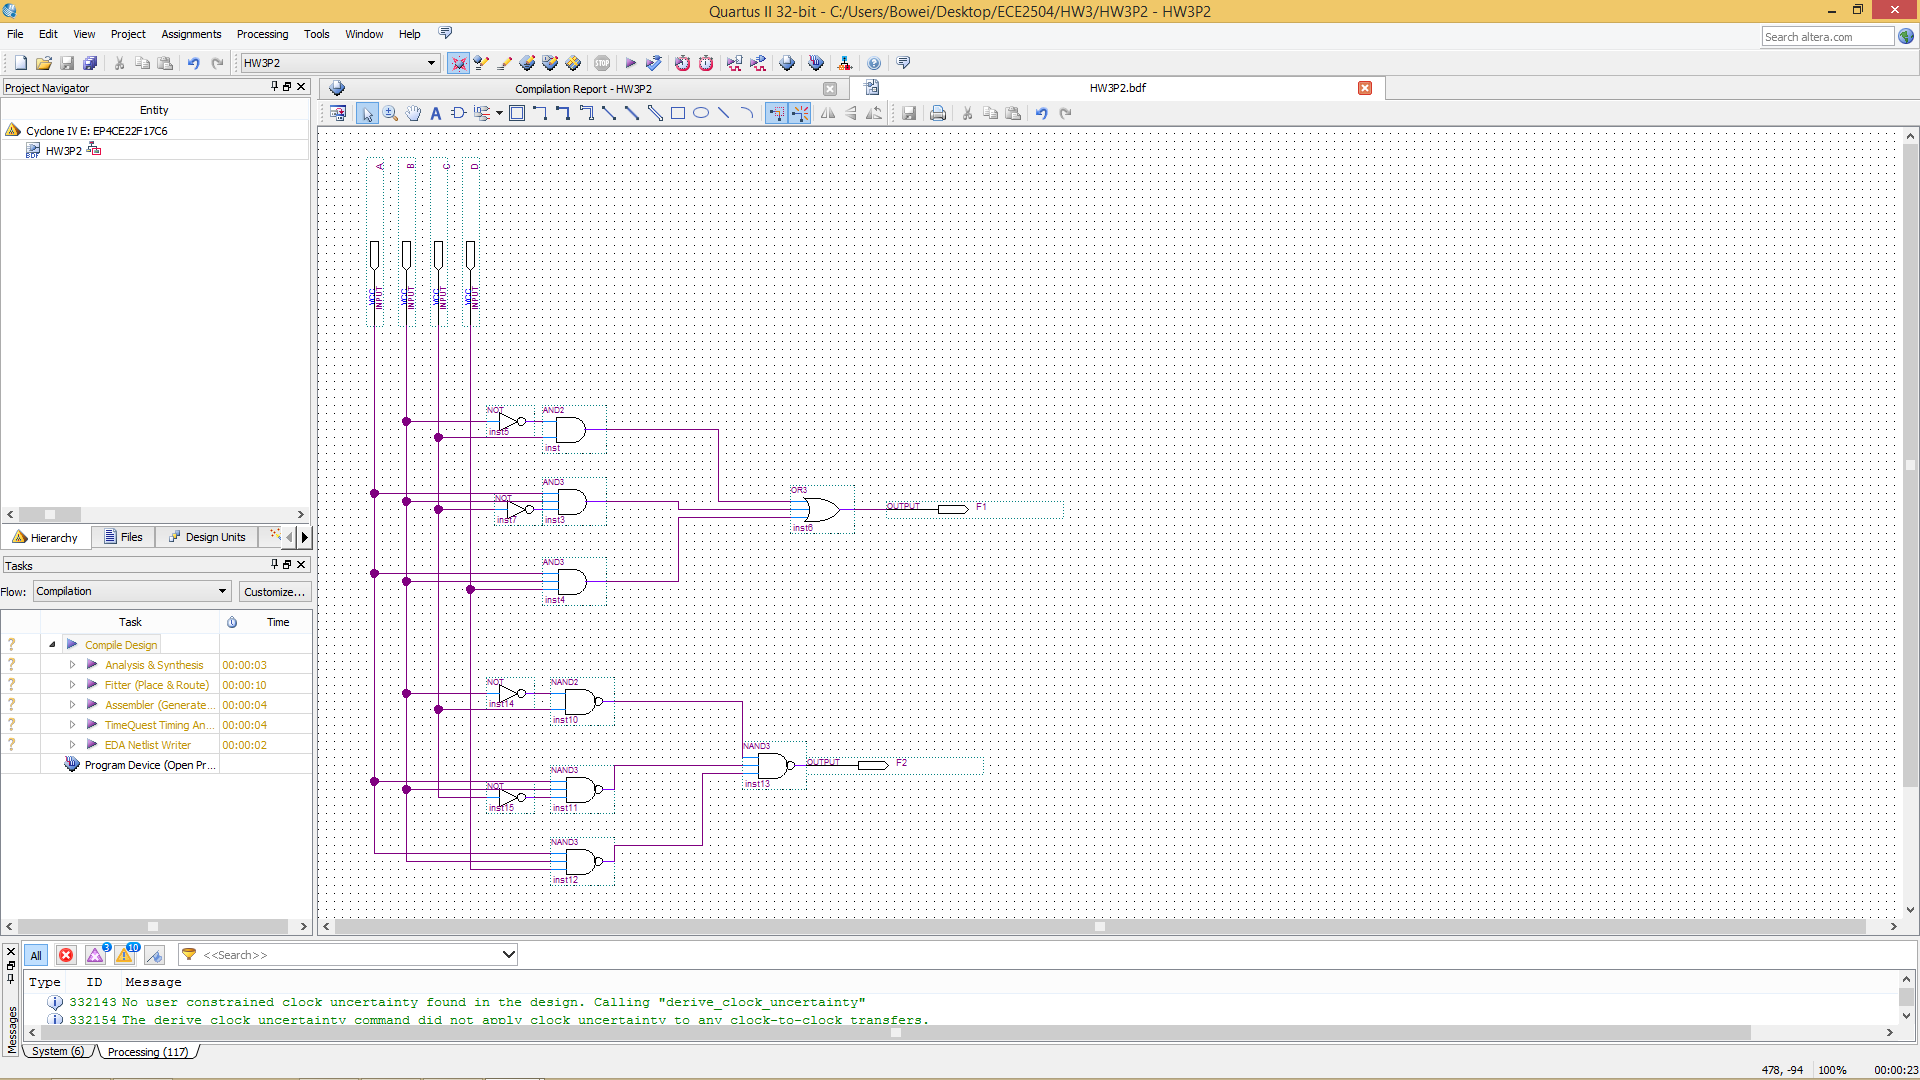 Quartus II 32-bit - C:/Users/Bowei/Desktop/ECE2504/HW3/HW3P2 - HW3P2
File Edit View Project Assignments Processing Tools Window Help
Search altera.com
HW3P2
Project Navigator
Compilation Report - HW3P2
HW3P2.bdf
Entity
Cyclone IV E: EP4CE22F17C6
HW3P2
A B C D
VCC INPUT VCC INPUT VCC INPUT VCC INPUT
NOT AND2
inst5
inst
AND3
NOT
inst7 inst3
OR3
OUTPUT F1
inst6
AND3
inst4
Hierarchy Files Design Units
Tasks
Flow: Compilation Customize...
Task Time
Compile Design
Analysis & Synthesis 00:00:03
Fitter (Place & Route) 00:00:10
Assembler (Generate... 00:00:04
TimeQuest Timing An... 00:00:04
EDA Netlist Writer 00:00:02
Program Device (Open Pr...
NOT NAND2
inst14
inst10
NAND3
OUTPUT F2
inst13
NAND3
NOT
inst15 inst11
NAND3
inst12
Messages
All 3 10 <<Search>>
Type ID Message
332143 No user constrained clock uncertainty found in the design. Calling "derive_clock_uncertainty"
332154 The derive_clock_uncertainty command did not apply clock uncertainty to any clock-to-clock transfers.
System (6) Processing (117)
478, -94 100% 00:00:23